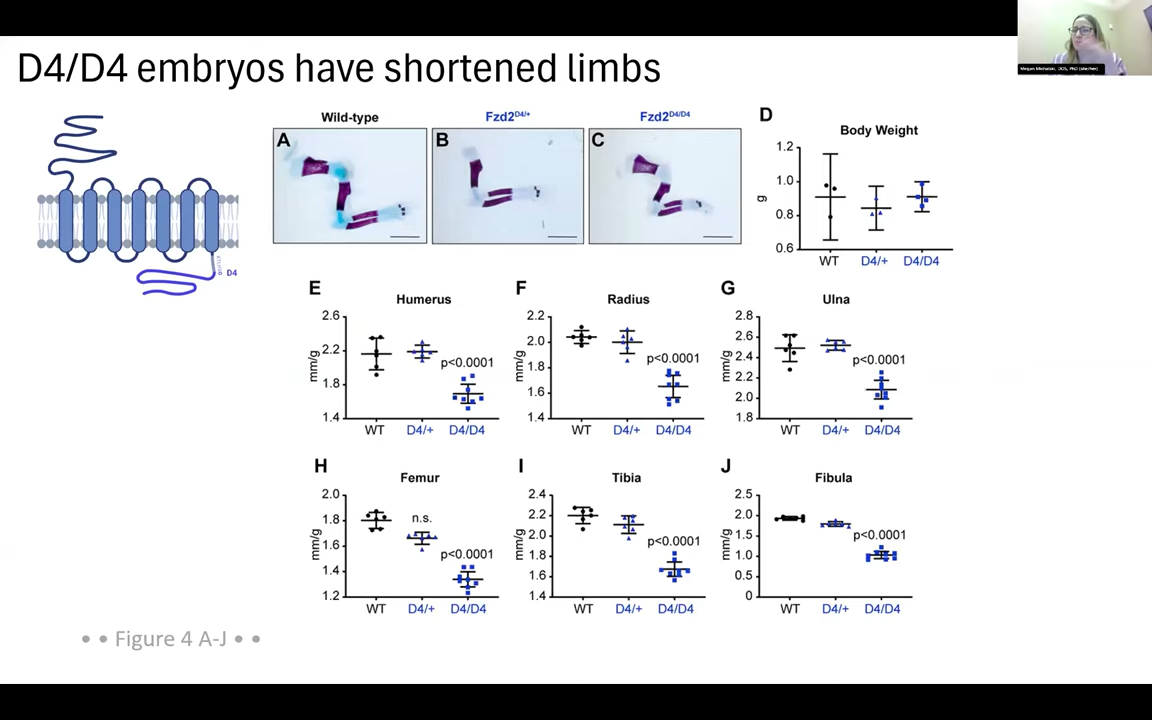 D4/D4 embryos have shortened limbs
Megan Michalski, DDS, PhD (she/her)
D4
Wild-type
Fzd2D4/+
Fzd2D4/D4
A
B
C
D
Body Weight
1.2
1.0
0.8
0.6
g
WT
D4/+
D4/D4
E
Humerus
2.6
2.2
1.8
1.4
mm/g
p<0.0001
WT
D4/+
D4/D4
F
Radius
2.2
2.0
1.8
1.6
1.4
mm/g
p<0.0001
WT
D4/+
D4/D4
G
Ulna
2.8
2.6
2.4
2.2
2.0
1.8
mm/g
p<0.0001
WT
D4/+
D4/D4
H
Femur
2.0
1.8
1.6
1.4
1.2
mm/g
n.s.
p<0.0001
WT
D4/+
D4/D4
I
Tibia
2.4
2.2
2.0
1.8
1.6
1.4
mm/g
p<0.0001
WT
D4/+
D4/D4
J
Fibula
2.5
2.0
1.5
1.0
0.5
0
mm/g
p<0.0001
WT
D4/+
D4/D4
• • Figure 4 A-J • •